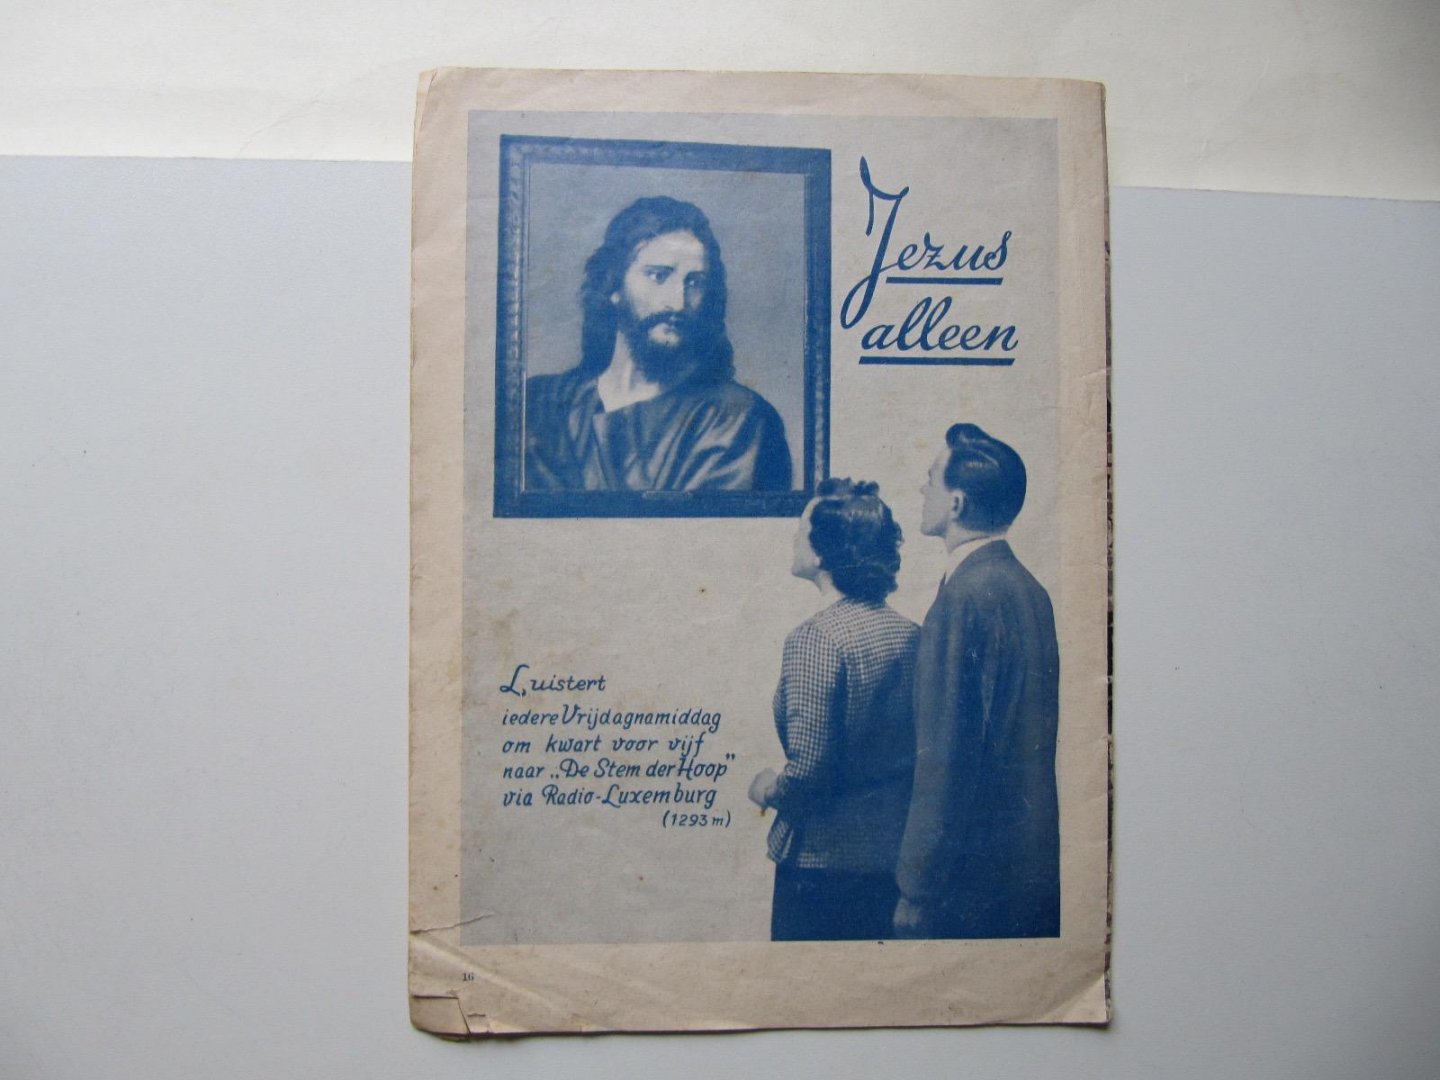 Jezus
alleen
Luistert
iedere Vrijdagnamiddag
om kwart voor vijf
naar „De Stem der Hoop”
via Radio-Luxemburg
(1293 m)
16